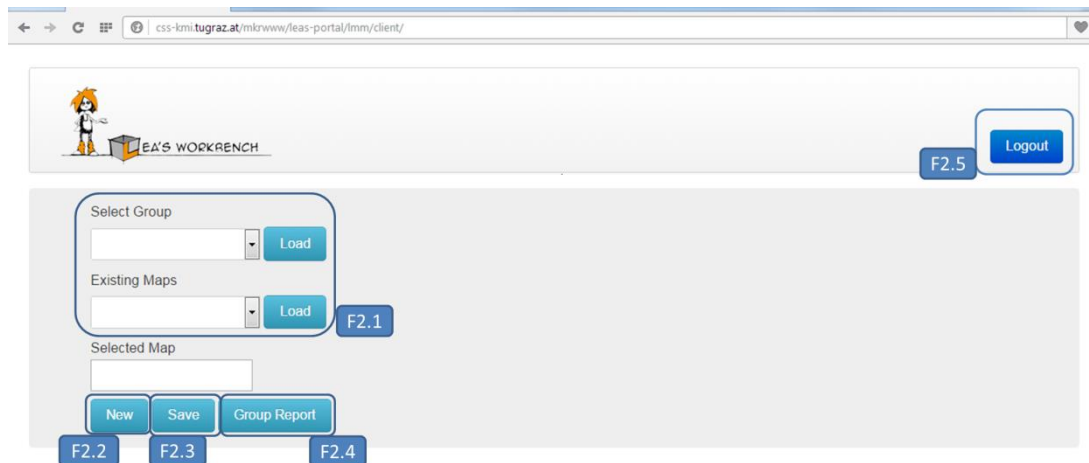 css-kmi.tugraz.at/mkrwww/leas-portal/lmm/client/
LEA'S WORKBENCH
Logout
F2.5
Select Group
Load
Existing Maps
Load
F2.1
Selected Map
New
Save
Group Report
F2.2
F2.3
F2.4